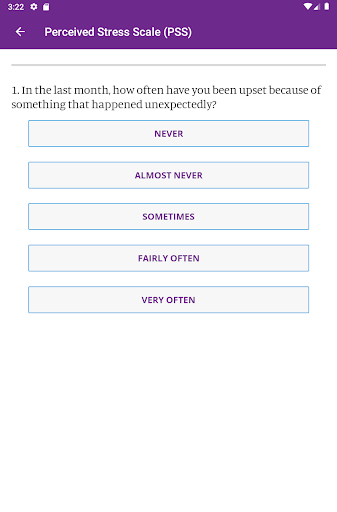 3:22
Perceived Stress Scale (PSS)
1. In the last month, how often have you been upset because of
something that happened unexpectedly?
NEVER
ALMOST NEVER
SOMETIMES
FAIRLY OFTEN
VERY OFTEN